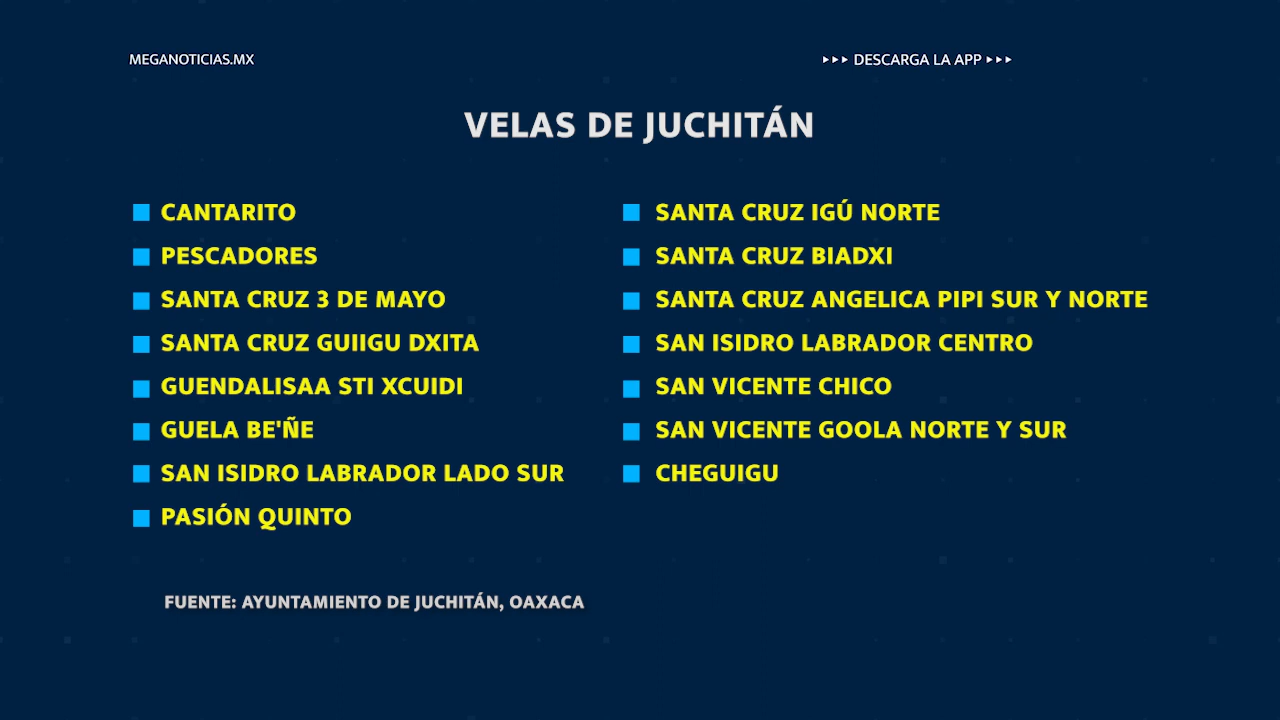 MEGANOTICIAS.MX
DESCARGA LA APP
VELAS DE JUCHITÁN
CANTARITO
PESCADORES
SANTA CRUZ 3 DE MAYO
SANTA CRUZ GUIIGU DXITA
GUENDALISAA STI XCUIDI
GUELA BE'ÑE
SAN ISIDRO LABRADOR LADO SUR
PASIÓN QUINTO
SANTA CRUZ IGÚ NORTE
SANTA CRUZ BIADXI
SANTA CRUZ ANGELICA PIPI SUR Y NORTE
SAN ISIDRO LABRADOR CENTRO
SAN VICENTE CHICO
SAN VICENTE GOOLA NORTE Y SUR
CHEGUIGU
FUENTE: AYUNTAMIENTO DE JUCHITÁN, OAXACA